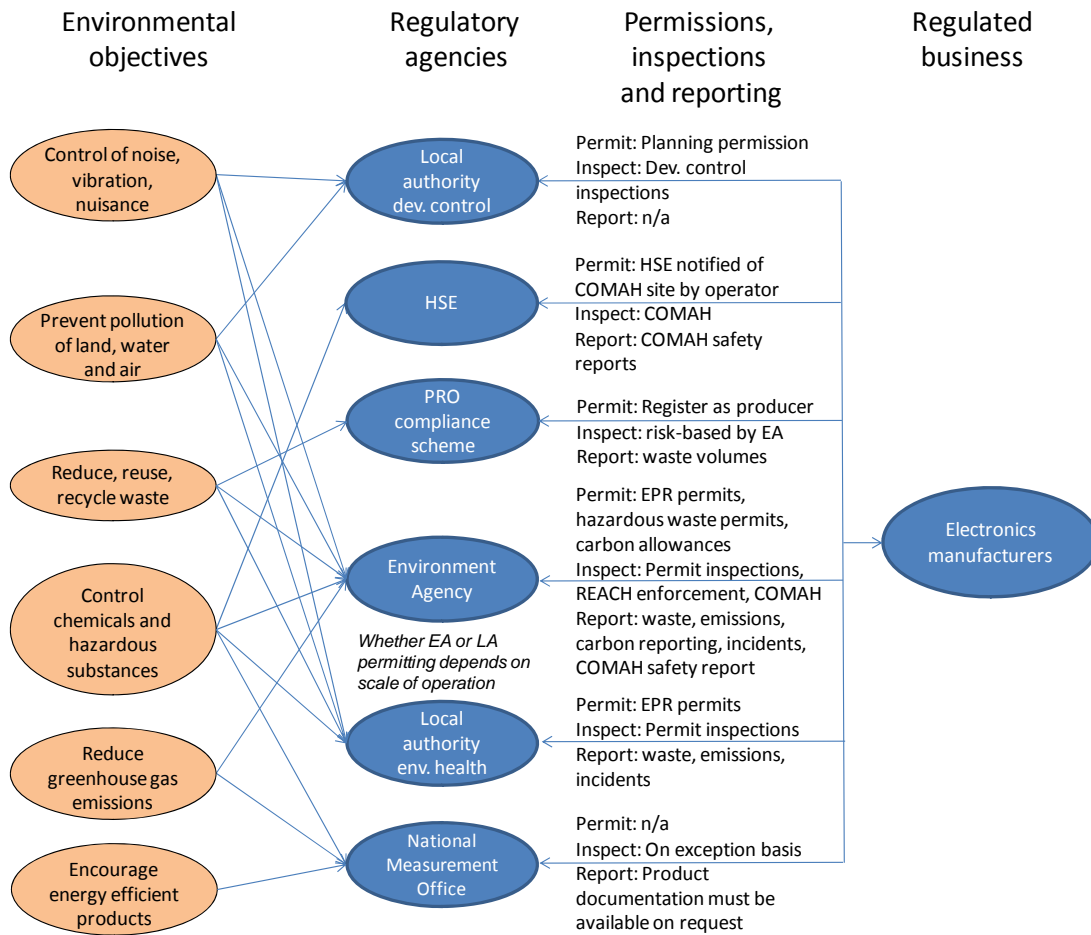 Environmental
objectives
Regulatory
agencies
Permissions,
inspections
and reporting
Regulated
business
Control of noise,
vibration,
nuisance
Prevent pollution
of land, water
and air
Reduce, reuse,
recycle waste
Control
chemicals and
hazardous
substances
Reduce
greenhouse gas
emissions
Encourage
energy efficient
products
Local
authority
dev. control
HSE
PRO
compliance
scheme
Environment
Agency
Whether EA or LA
permitting depends on
scale of operation
Local
authority
env. health
National
Measurement
Office
Permit: Planning permission
Inspect: Dev. control
inspections
Report: n/a
Permit: HSE notified of
COMAH site by operator
Inspect: COMAH
Report: COMAH safety
reports
Permit: Register as producer
Inspect: risk-based by EA
Report: waste volumes
Permit: EPR permits,
hazardous waste permits,
carbon allowances
Inspect: Permit inspections,
REACH enforcement, COMAH
Report: waste, emissions,
carbon reporting, incidents,
COMAH safety report
Permit: EPR permits
Inspect: Permit inspections
Report: waste, emissions,
incidents
Permit: n/a
Inspect: On exception basis
Report: Product
documentation must be
available on request
Electronics
manufacturers